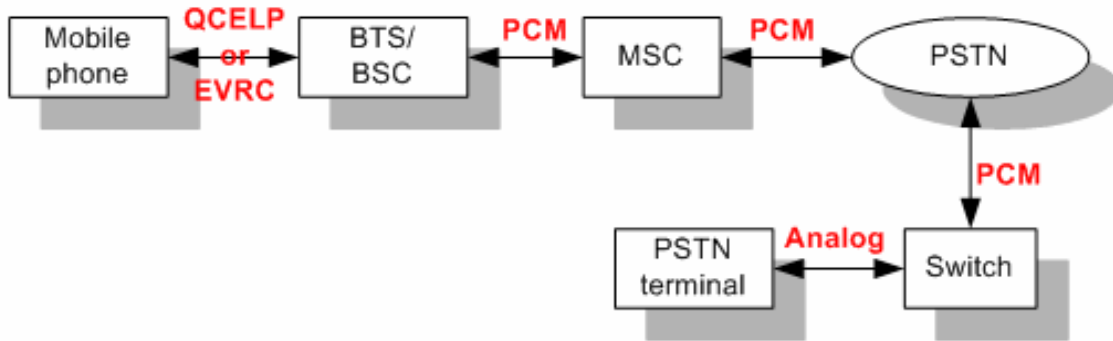 Mobile
phone
QCELP
or
EVRC
BTS/
BSC
PCM
MSC
PCM
PSTN
PCM
PSTN
terminal
Analog
Switch